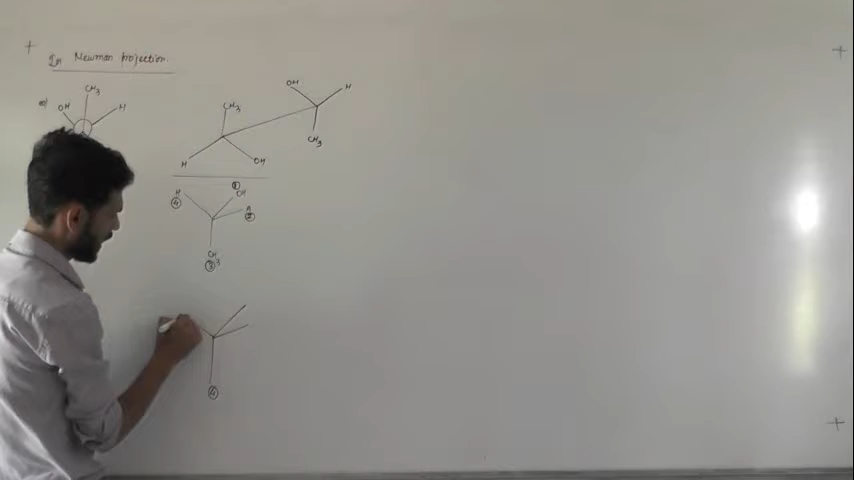 In Newman projection.
CH3
OH
H
OH
H
CH3
CH3
H
OH
①
H
OH
④
②
CH3
③
④